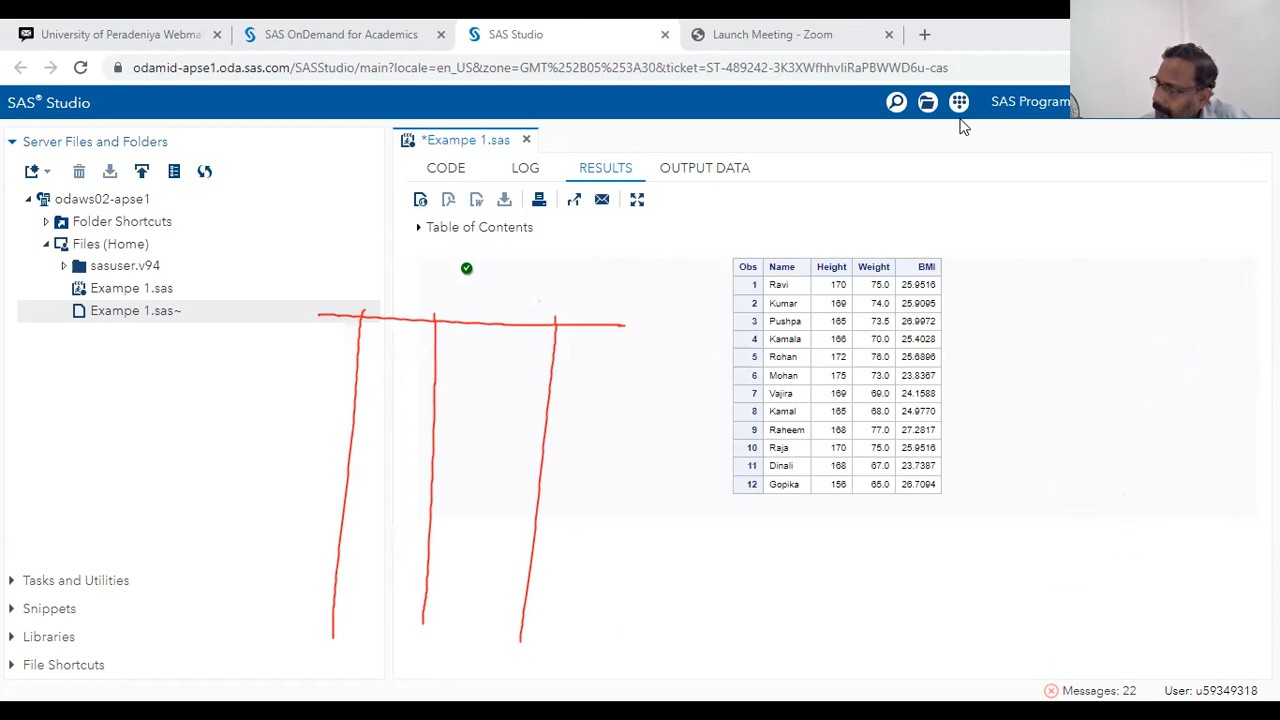 University of Peradeniya Webma
SAS OnDemand for Academics
SAS Studio
Launch Meeting - Zoom
odamid-apse1.oda.sas.com/SASStudio/main?locale=en_US&zone=GMT%252B05%253A30&ticket=ST-489242-3K3XWfhhvIiRaPBWWD6u-cas
SAS® Studio
SAS Program
Server Files and Folders
odaws02-apse1
Folder Shortcuts
Files (Home)
sasuser.v94
Exampe 1.sas
Exampe 1.sas~
Tasks and Utilities
Snippets
Libraries
File Shortcuts
*Exampe 1.sas
CODE LOG RESULTS OUTPUT DATA
Table of Contents
Obs Name Height Weight BMI
1 Ravi 170 75.0 25.9516
2 Kumar 169 74.0 25.9095
3 Pushpa 165 73.5 26.9972
4 Kamala 166 70.0 25.4028
5 Rohan 172 76.0 25.6896
6 Mohan 175 73.0 23.8367
7 Vajira 169 69.0 24.1588
8 Kamal 165 68.0 24.9770
9 Raheem 168 77.0 27.2817
10 Raja 170 75.0 25.9516
11 Dinali 168 67.0 23.7387
12 Gopika 156 65.0 26.7094
Messages: 22 User: u59349318